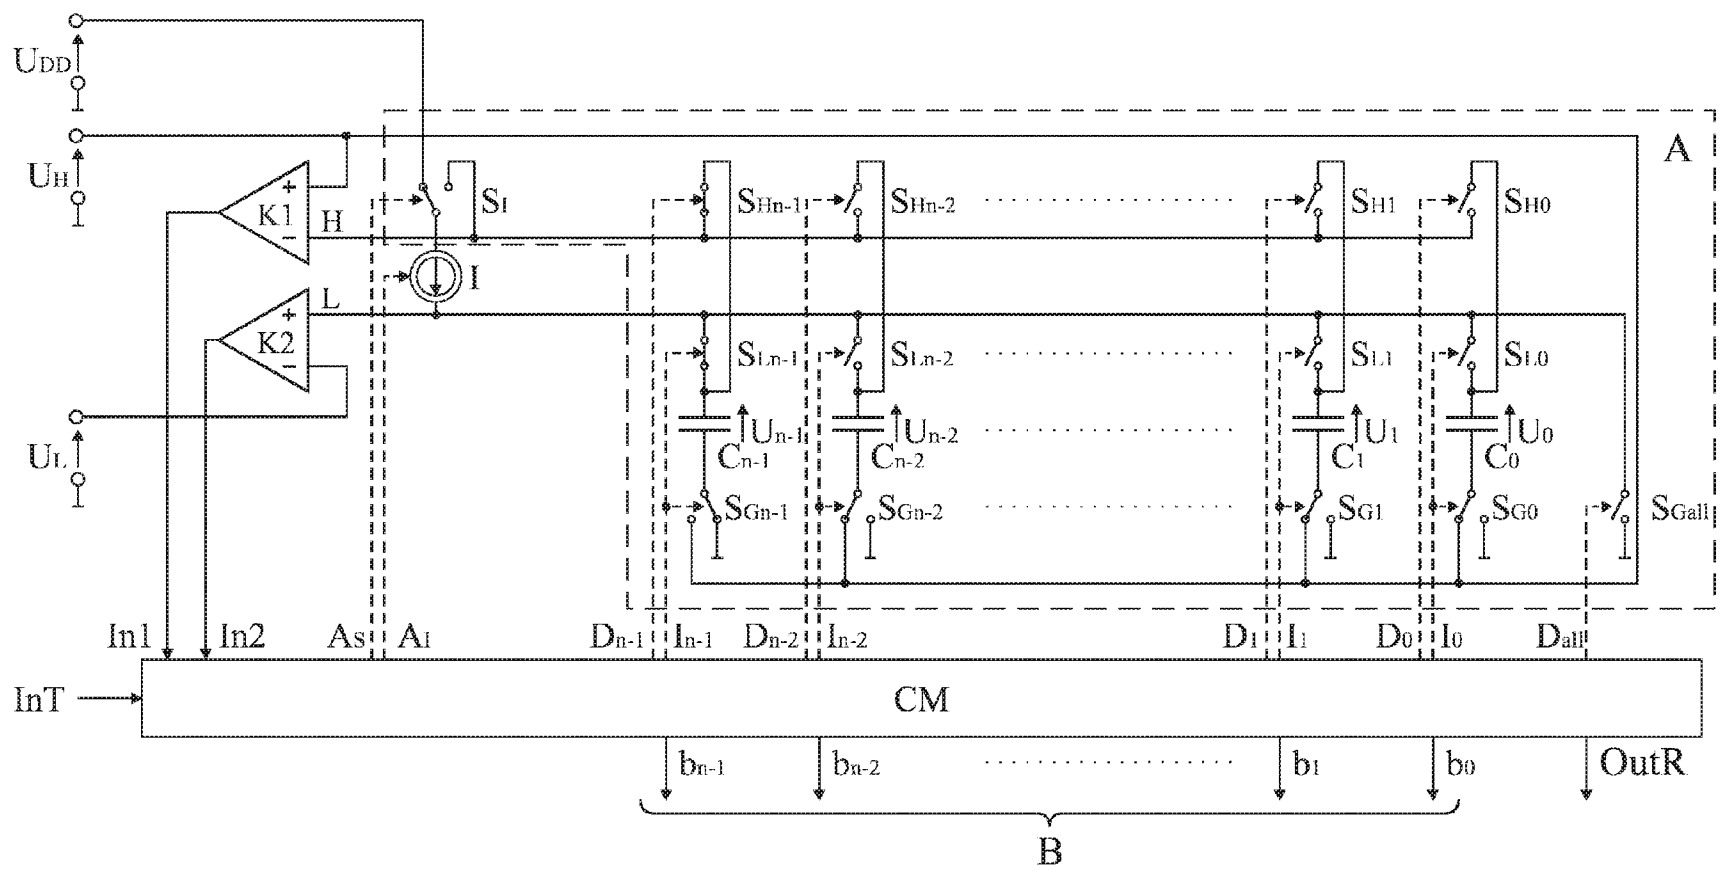 UDD
UH
A
K1
H
SI
SHn-1
SHn-2
SH1
SH0
I
L
K2
SLn-1
SLn-2
SL1
SL0
UL
Un-1
Un-2
U1
U0
Cn-1
Cn-2
C1
C0
SGn-1
SGn-2
SG1
SG0
SGall
In1 In2 As AI Dn-1 In-1 Dn-2 In-2 D1 I1 D0 I0 Dall
InT
CM
bn-1 bn-2 b1 b0 OutR
B